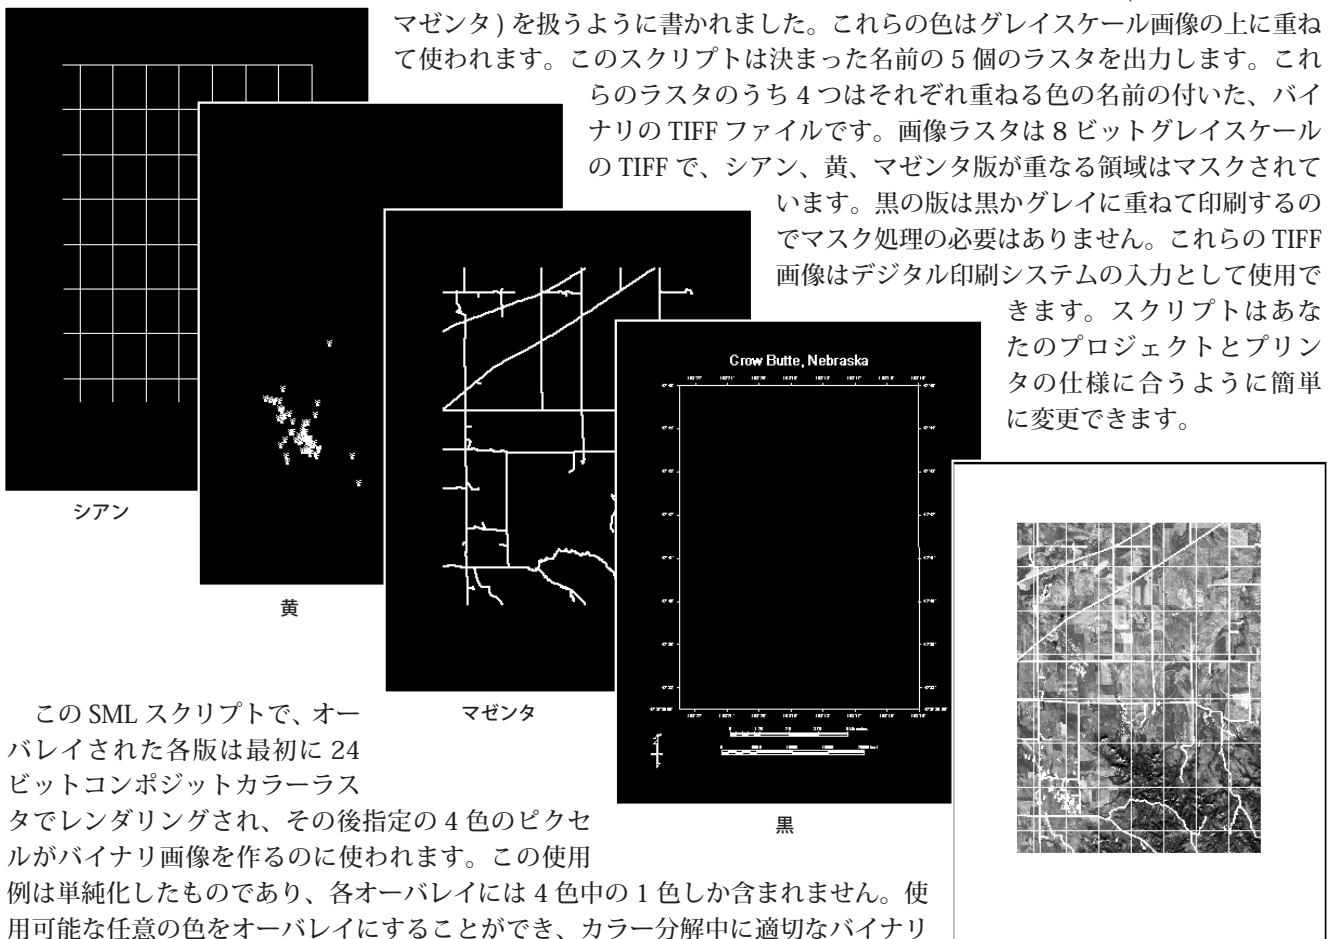 マゼンタ ) を扱うように書かれました。これらの色はグレイスケール画像の上に重ね
て使われます。このスクリプトは決まった名前の 5 個のラスタを出力します。これ
らのラスタのうち 4 つはそれぞれ重ねる色の名前の付いた、バイ
ナリの TIFF ファイルです。画像ラスタは 8 ビットグレイスケール
の TIFF で、シアン、黄、マゼンタ版が重なる領域はマスクされて
います。黒の版は黒かグレイに重ねて印刷するの
でマスク処理の必要はありません。これらの TIFF
画像はデジタル印刷システムの入力として使用で
きます。スクリプトはあな
たのプロジェクトとプリン
タの仕様に合うように簡単
に変更できます。
シアン
黄
マゼンタ
Crow Butte, Nebraska
黒
この SML スクリプトで、オー
バレイされた各版は最初に 24
ビットコンポジットカラーラス
タでレンダリングされ、その後指定の 4 色のピクセ
ルがバイナリ画像を作るのに使われます。この使用
例は単純化したものであり、各オーバレイには 4 色中の 1 色しか含まれません。使
用可能な任意の色をオーバレイにすることができ、カラー分解中に適切なバイナリ